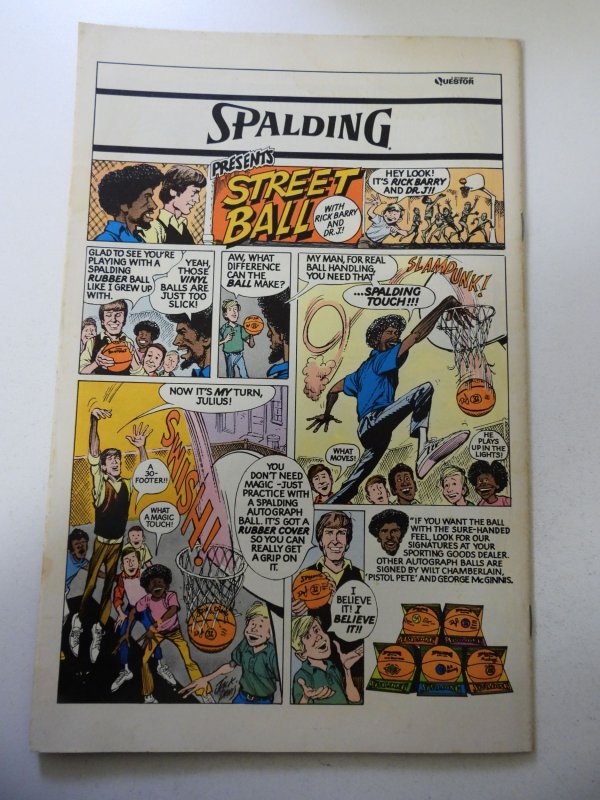 QUESTOR
SPALDING
PRESENTS
STREET
BALL
WITH
RICK BARRY
AND
DR.J!
HEY LOOK!
IT'S RICK BARRY
AND DR.J!!
GLAD TO SEE YOU'RE
PLAYING WITH A
SPALDING
RUBBER BALL
LIKE I GREW UP
WITH.
YEAH,
THOSE
VINYL
BALLS ARE
JUST TOO
SLICK!
AW, WHAT
DIFFERENCE
CAN THE
BALL MAKE?
MY MAN, FOR REAL
BALL HANDLING,
YOU NEED THAT
...SPALDING
TOUCH!!!
SLAMDUNK!
WHAT
MOVES!
HE
PLAYS
UP IN THE
LIGHTS!
NOW IT'S MY TURN,
JULIUS!
SWISH!
A
30-
FOOTER!!
WHAT
A MAGIC
TOUCH!
YOU
DON'T NEED
MAGIC-JUST
PRACTICE WITH
A SPALDING
AUTOGRAPH
BALL. IT'S GOT A
RUBBER COVER
SO YOU CAN
REALLY GET
A GRIP ON
IT.
I
BELIEVE
IT! I
BELIEVE
IT!!
"IF YOU WANT THE BALL
WITH THE SURE-HANDED
FEEL, LOOK FOR OUR
SIGNATURES AT YOUR
SPORTING GOODS DEALER.
OTHER AUTOGRAPH BALLS ARE
SIGNED BY WILT CHAMBERLAIN,
'PISTOL PETE' AND GEORGE McGINNIS.